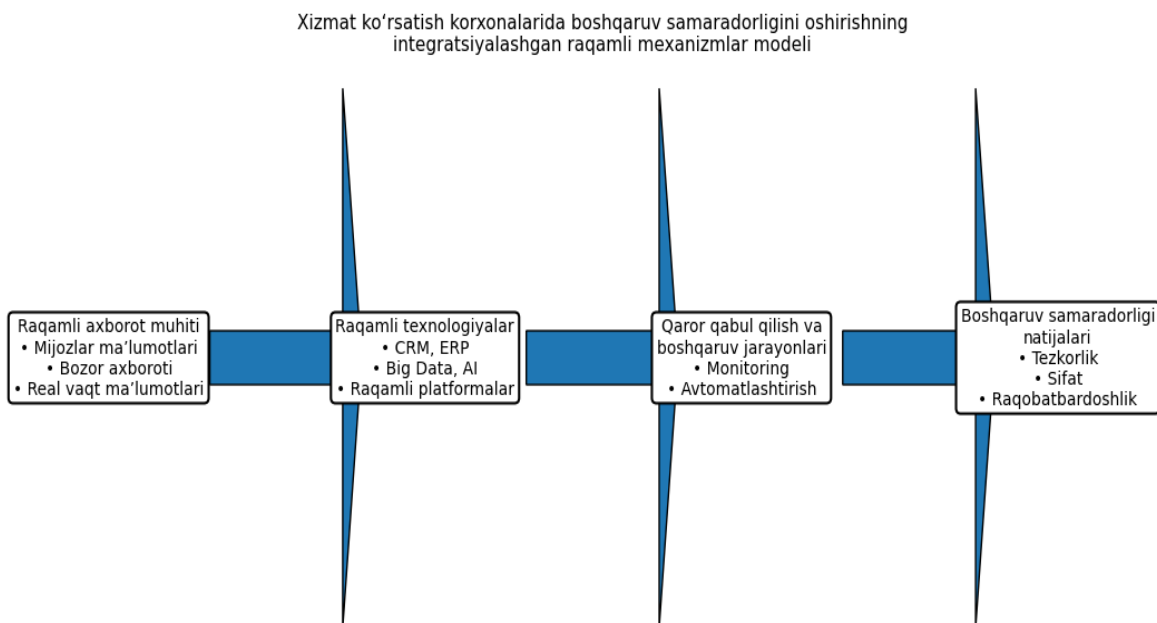 Xizmat ko‘rsatish korxonalarida boshqaruv samaradorligini oshirishning
integratsiyalashgan raqamli mexanizmlar modeli
Raqamli axborot muhiti
• Mijozlar ma’lumotlari
• Bozor axboroti
• Real vaqt ma’lumotlari
Raqamli texnologiyalar
• CRM, ERP
• Big Data, AI
• Raqamli platformalar
Qaror qabul qilish va
boshqaruv jarayonlari
• Monitoring
• Avtomatlashtirish
Boshqaruv samaradorligi
natijalari
• Tezkorlik
• Sifat
• Raqobatbardoshlik